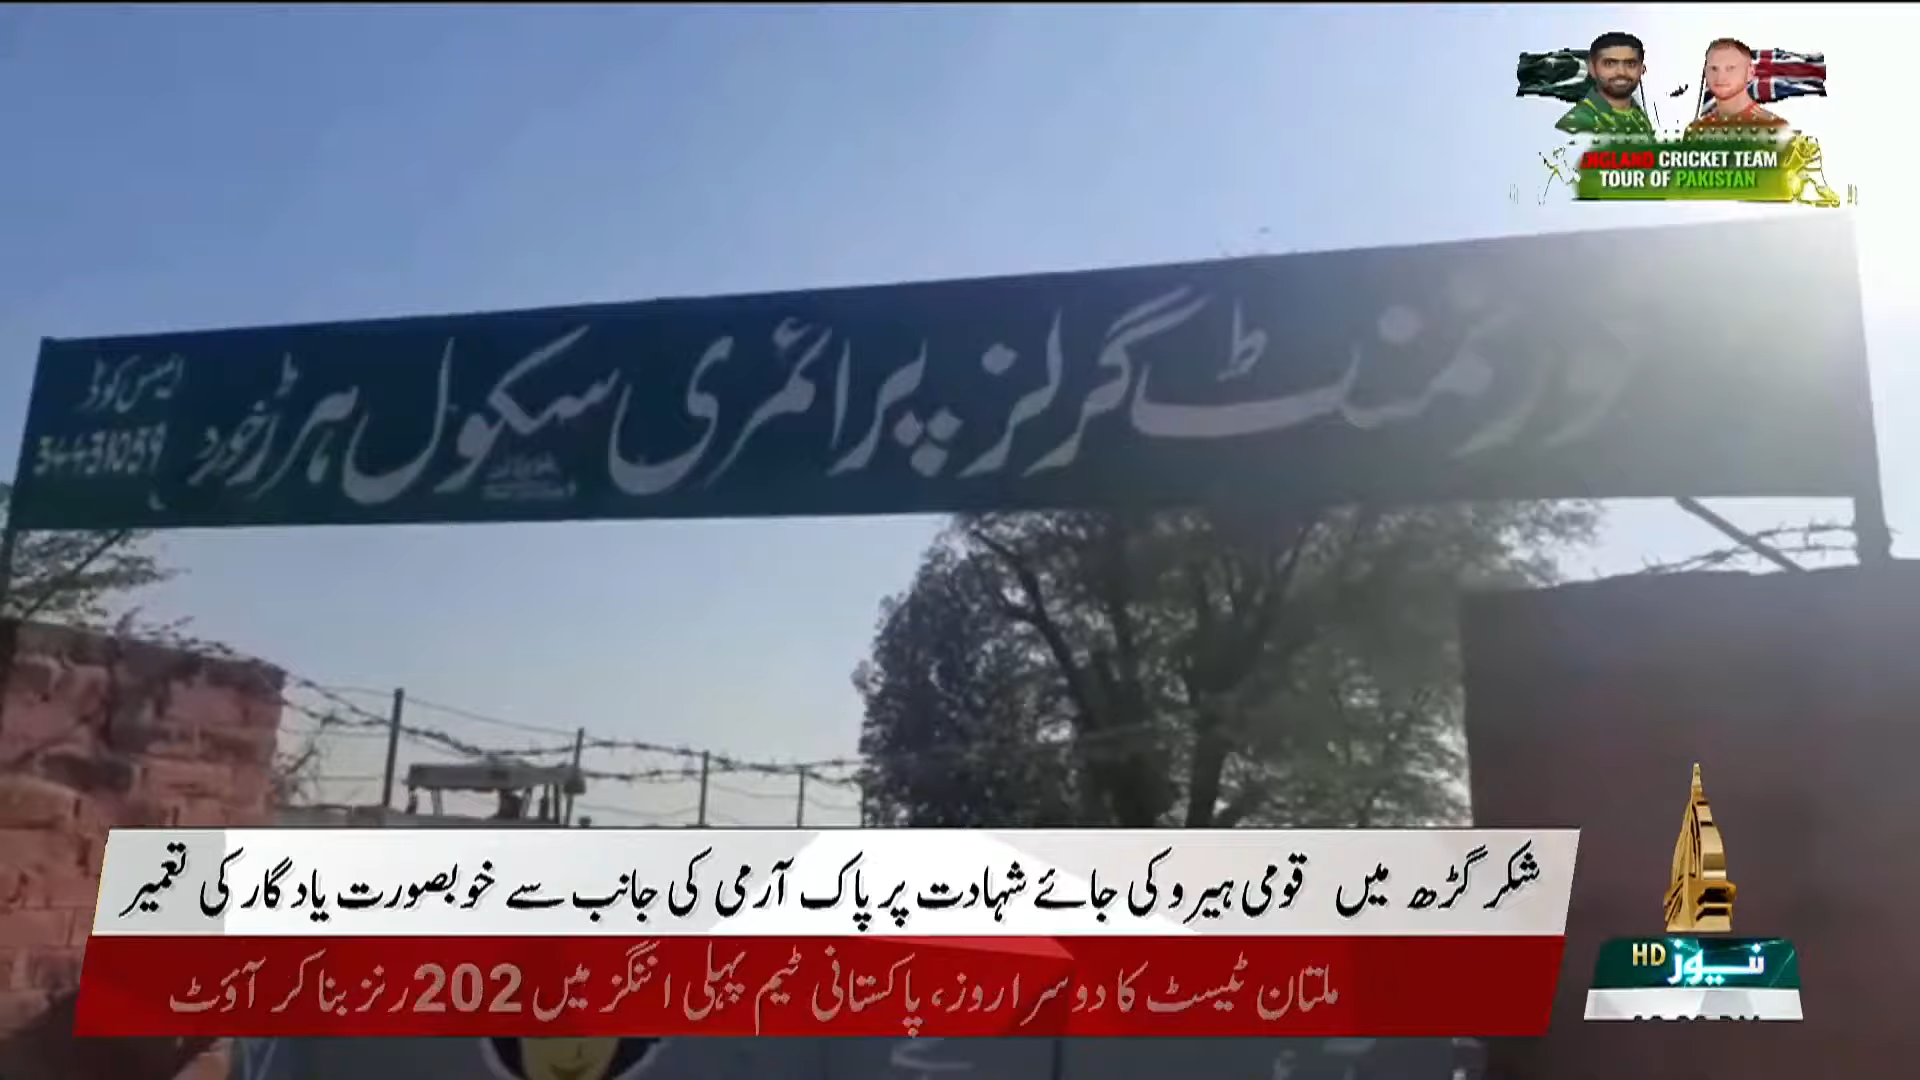 ENGLAND CRICKET TEAM
TOUR OF PAKISTAN
گورنمنٹ گرلز پرائمری سکول ہرڑ خورد
ایمس کوڈ
34431059
شکر گڑھ میں قومی ہیرو کی جائے شہادت پر پاک آرمی کی جانب سے خوبصورت یادگار کی تعمیر
ملتان ٹیسٹ کا دوسرا روز، پاکستانی ٹیم پہلی اننگز میں 202 رنز بنا کر آؤٹ
نیوز HD